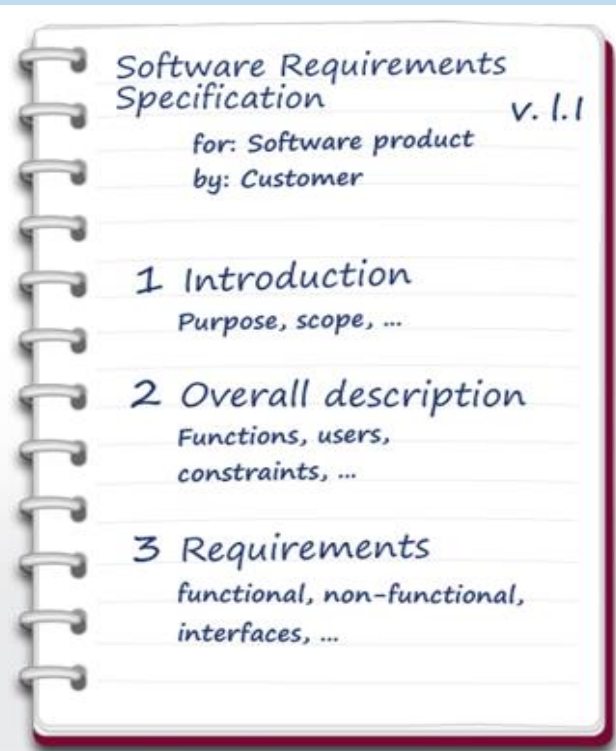 Software Requirements
Specification
v. 1.1
for: Software product
by: Customer
1 Introduction
Purpose, scope, ...
2 Overall description
Functions, users,
constraints, ...
3 Requirements
functional, non-functional,
interfaces, ...